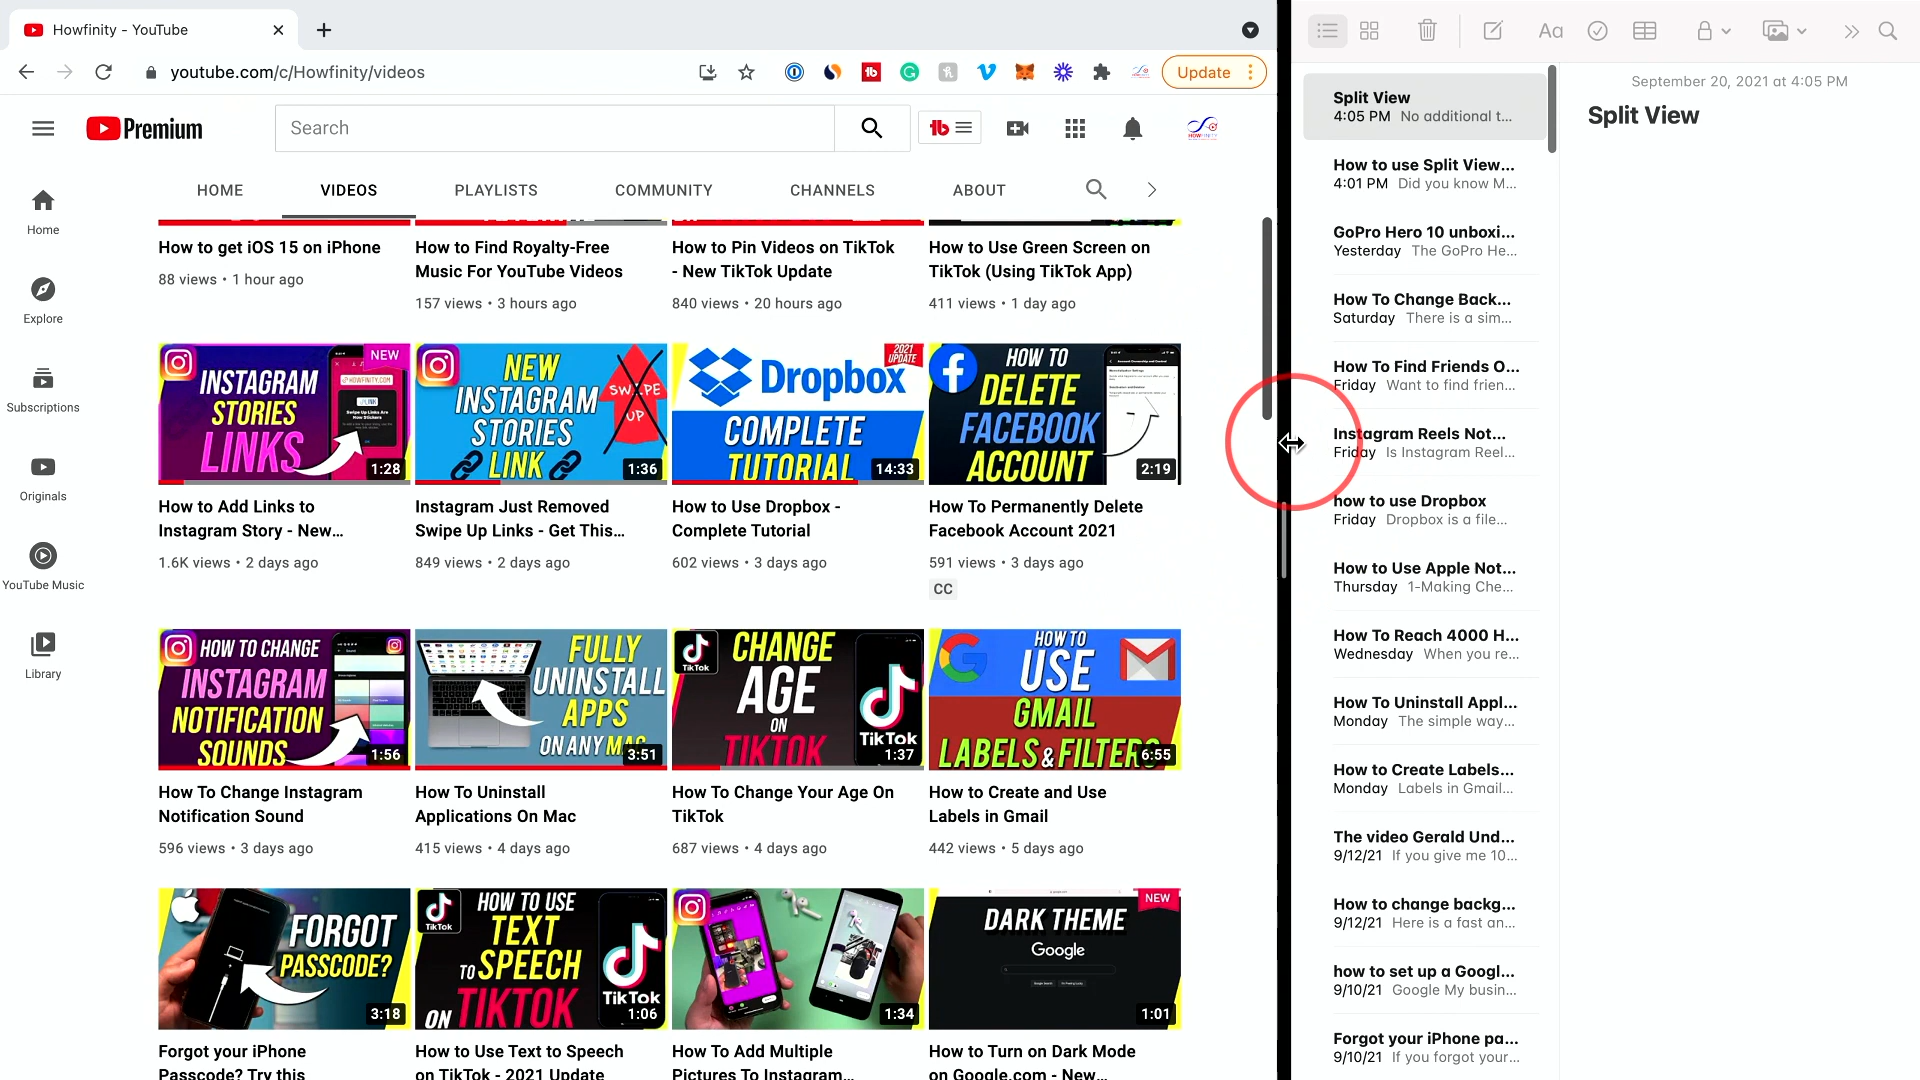 Howfinity - YouTube
youtube.com/c/Howfinity/videos
Update
Premium
Search
tb
HOME
VIDEOS
PLAYLISTS
COMMUNITY
CHANNELS
ABOUT
Home
Explore
Subscriptions
Originals
YouTube Music
Library
How to get iOS 15 on iPhone
88 views • 1 hour ago
How to Find Royalty-Free
Music For YouTube Videos
157 views • 3 hours ago
How to Pin Videos on TikTok
- New TikTok Update
840 views • 20 hours ago
How to Use Green Screen on
TikTok (Using TikTok App)
411 views • 1 day ago
INSTAGRAM
STORIES
LINKS
NEW
HOWFINITY.COM
1:28
How to Add Links to
Instagram Story - New...
1.6K views • 2 days ago
NEW
INSTAGRAM
STORIES
LINK
SWIPE
UP
1:36
Instagram Just Removed
Swipe Up Links - Get This...
849 views • 2 days ago
2021
UPDATE
Dropbox
COMPLETE
TUTORIAL
14:33
How to Use Dropbox -
Complete Tutorial
602 views • 3 days ago
HOW TO
DELETE
FACEBOOK
ACCOUNT
2:19
How To Permanently Delete
Facebook Account 2021
591 views • 3 days ago
CC
HOW TO CHANGE
INSTAGRAM
NOTIFICATION
SOUNDS
1:56
How To Change Instagram
Notification Sound
596 views • 3 days ago
FULLY
UNINSTALL
APPS
ON ANY MAC
3:51
How To Uninstall
Applications On Mac
415 views • 4 days ago
TikTok
CHANGE
AGE
ON
TIKTOK
TikTok
1:37
How To Change Your Age On
TikTok
687 views • 4 days ago
HOW TO
USE
GMAIL
LABELS & FILTERS
6:55
How to Create and Use
Labels in Gmail
442 views • 5 days ago
FORGOT
PASSCODE?
3:18
Forgot your iPhone
Passcode? Try this
TikTok
HOW TO USE
TEXT
TO SPEECH
ON TIKTOK
TikTok
1:06
How to Use Text to Speech
on TikTok - 2021 Update
1:34
How To Add Multiple
Pictures To Instagram...
NEW
DARK THEME
Google
1:01
How to Turn on Dark Mode
on Google.com - New...
Aa
Split View
4:05 PM No additional t...
How to use Split View...
4:01 PM Did you know M...
GoPro Hero 10 unboxi...
Yesterday The GoPro He...
How To Change Back...
Saturday There is a sim...
How To Find Friends O...
Friday Want to find frien...
Instagram Reels Not...
Friday Is Instagram Reel...
how to use Dropbox
Friday Dropbox is a file...
How to Use Apple Not...
Thursday 1-Making Che...
How To Reach 4000 H...
Wednesday When you re...
How To Uninstall Appl...
Monday The simple way...
How to Create Labels...
Monday Labels in Gmail...
The video Gerald Und...
9/12/21 If you give me 10...
How to change backg...
9/12/21 Here is a fast an...
how to set up a Googl...
9/10/21 Google My busin...
Forgot your iPhone pa...
9/10/21 If you forgot your...
September 20, 2021 at 4:05 PM
Split View